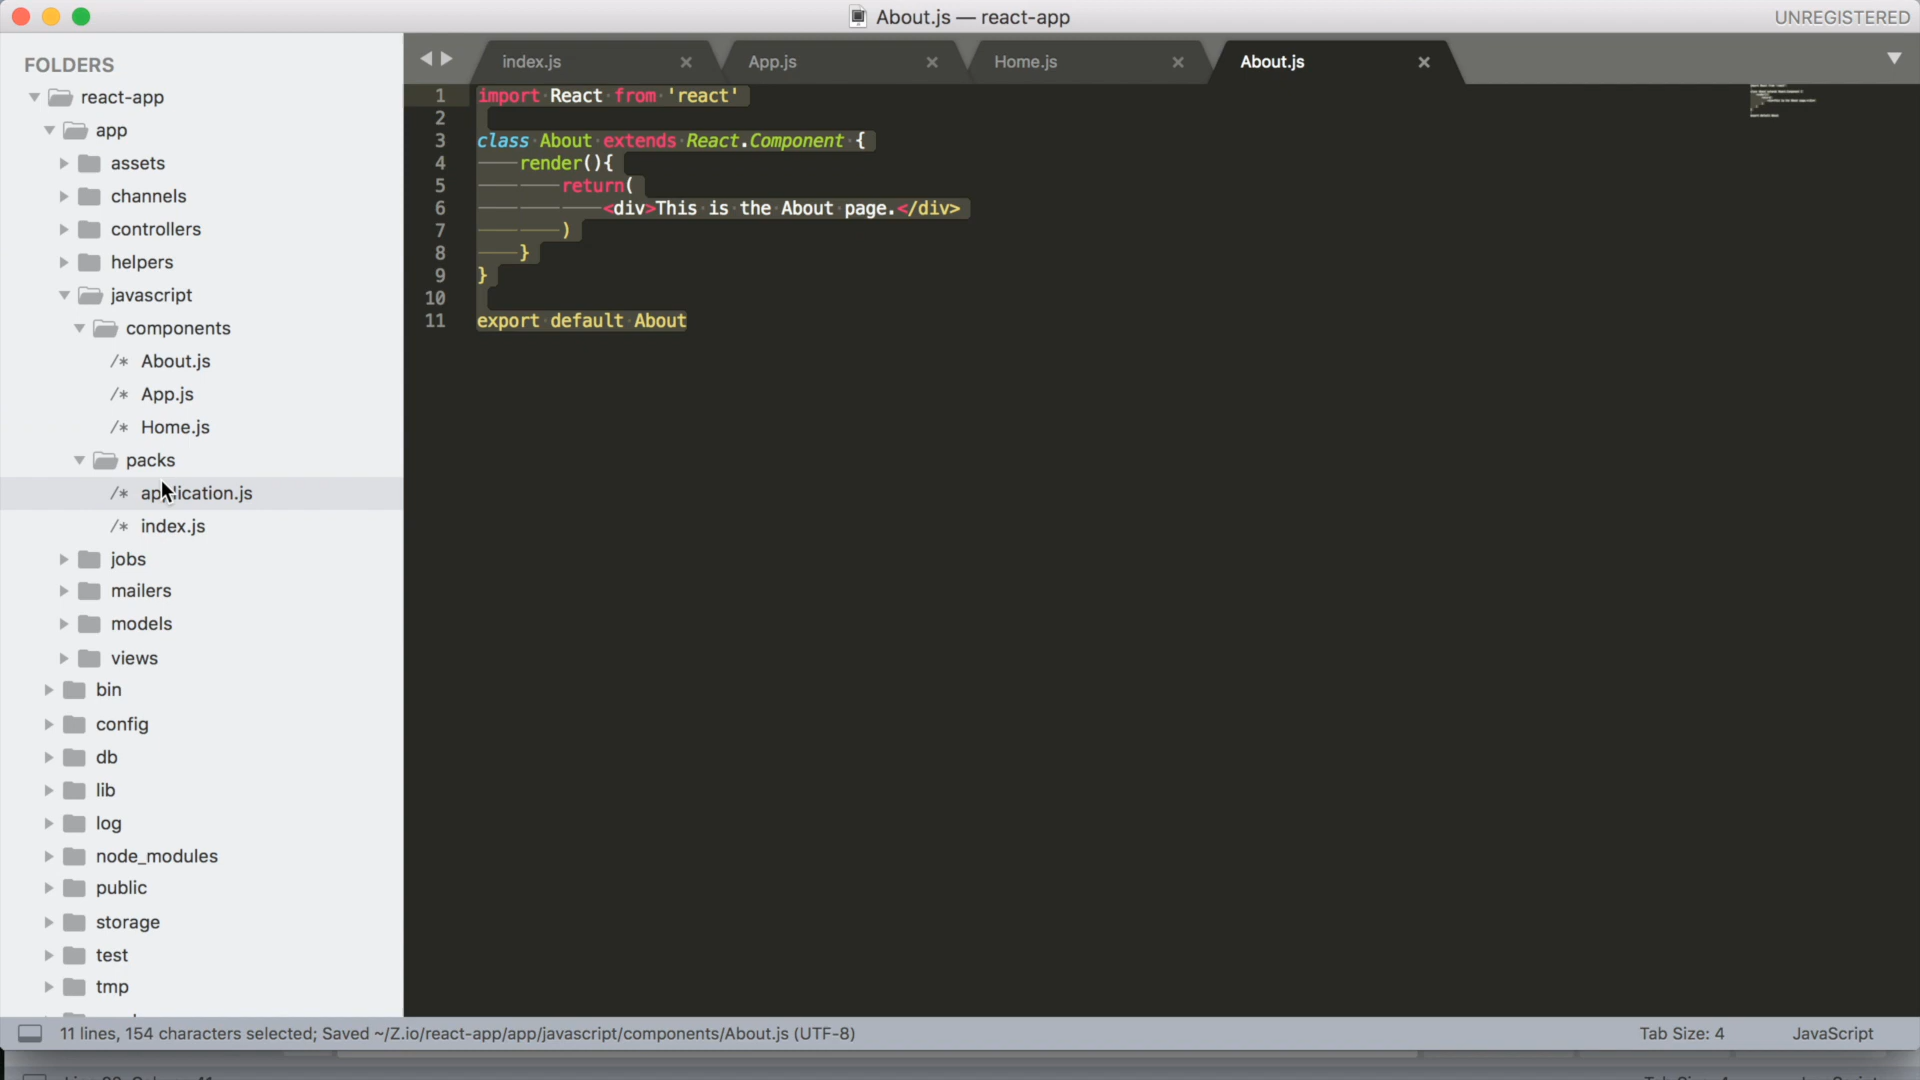 About.js — react-app
UNREGISTERED
FOLDERS
react-app
app
assets
channels
controllers
helpers
javascript
components
/* About.js
/* App.js
/* Home.js
packs
/* application.js
/* index.js
jobs
mailers
models
views
bin
config
db
lib
log
node_modules
public
storage
test
tmp
index.js
App.js
Home.js
About.js
1 import React from 'react'
2
3 class About extends React.Component {
4 render(){
5 return(
6 <div>This is the About page.</div>
7 )
8 }
9 }
10
11 export default About
11 lines, 154 characters selected; Saved ~/Z.io/react-app/app/javascript/components/About.js (UTF-8)
Tab Size: 4
JavaScript